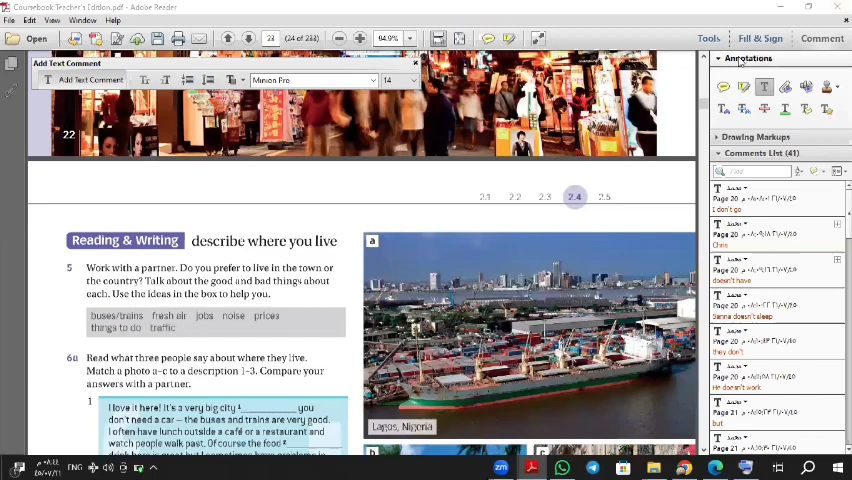 Coursebook Teacher's Edition.pdf - Adobe Reader
File Edit View Window Help
Open 23 (24 of 233) 94.9% Tools Fill & Sign Comment
Add Text Comment
Add Text Comment Minion Pro 14
22
2.1 2.2 2.3 2.4 2.5
Reading & Writing describe where you live
5 Work with a partner. Do you prefer to live in the town or
the country? Talk about the good and bad things about
each. Use the ideas in the box to help you.
buses/trains fresh air jobs noise prices
things to do traffic
6a Read what three people say about where they live.
Match a photo a–c to a description 1–3. Compare your
answers with a partner.
1 I love it here! It's a very big city 1 you
don't need a car – the buses and trains are very good.
I often have lunch outside a café or a restaurant and
watch people walk past. Of course the food 2
a
Lagos, Nigeria
b
c
Annotations
Drawing Markups
Comments List (41)
Find
Page 20
I don't go
Page 20
Chris
Page 20
doesn't have
Page 20
Sanna doesn't sleep
Page 20
they don't
Page 20
He doesn't work
Page 21
but
Page 21
ENG
zm